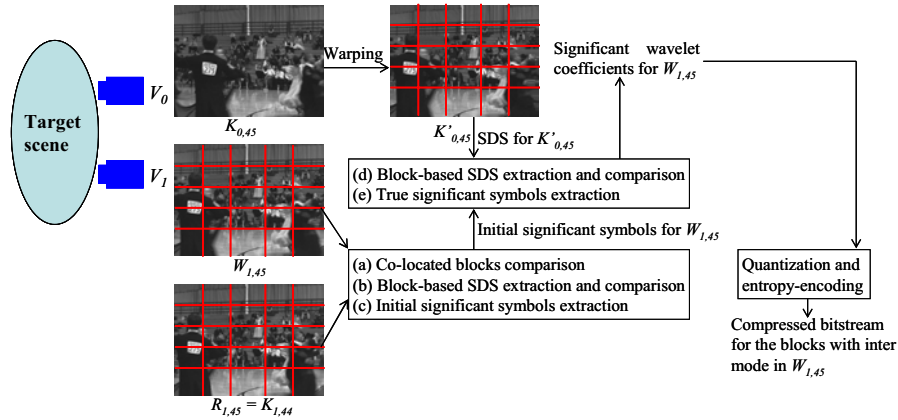 Target
scene
V0
V1
K0,45
Warping
K'0,45
SDS for K'0,45
Significant wavelet
coefficients for W1,45
W1,45
(d) Block-based SDS extraction and comparison
(e) True significant symbols extraction
Initial significant symbols for W1,45
(a) Co-located blocks comparison
(b) Block-based SDS extraction and comparison
(c) Initial significant symbols extraction
R1,45 = K1,44
Quantization and
entropy-encoding
Compressed bitstream
for the blocks with inter
mode in W1,45